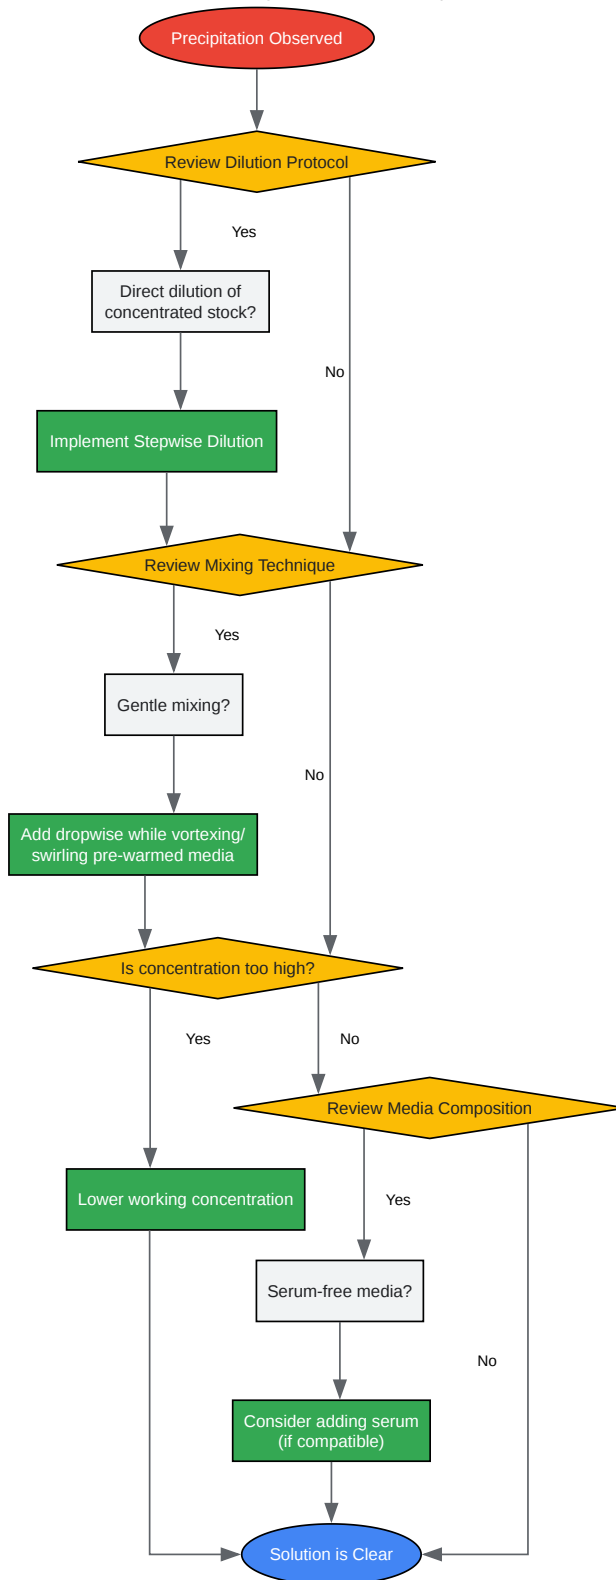 Precipitation Observed
Review Dilution Protocol
Yes
Direct dilution of
concentrated stock?
No
Implement Stepwise Dilution
Review Mixing Technique
Yes
Gentle mixing?
No
Add dropwise while vortexing/
swirling pre-warmed media
Is concentration too high?
Yes
No
Review Media Composition
Lower working concentration
Yes
Serum-free media?
No
Consider adding serum
(if compatible)
Solution is Clear